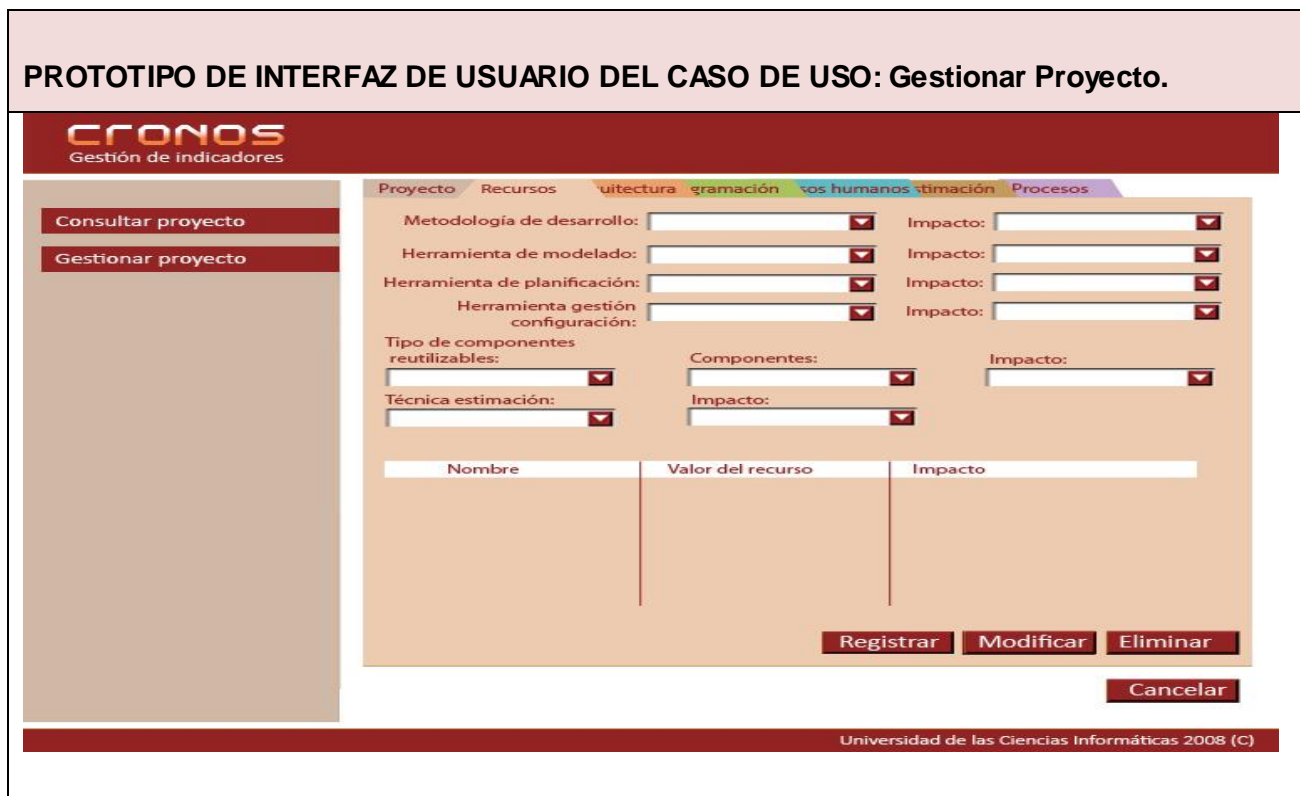 PROTOTIPO DE INTERFAZ DE USUARIO DEL CASO DE USO: Gestionar Proyecto.
CRONOS
Gestión de indicadores
Consultar proyecto
Gestionar proyecto
Proyecto Recursos uitectura gramación sos humanos stimación Procesos
Metodología de desarrollo: Impacto:
Herramienta de modelado: Impacto:
Herramienta de planificación: Impacto:
Herramienta gestión
configuración: Impacto:
Tipo de componentes
reutilizables: Componentes: Impacto:
Técnica estimación: Impacto:
Nombre Valor del recurso Impacto
Registrar Modificar Eliminar
Cancelar
Universidad de las Ciencias Informáticas 2008 (C)